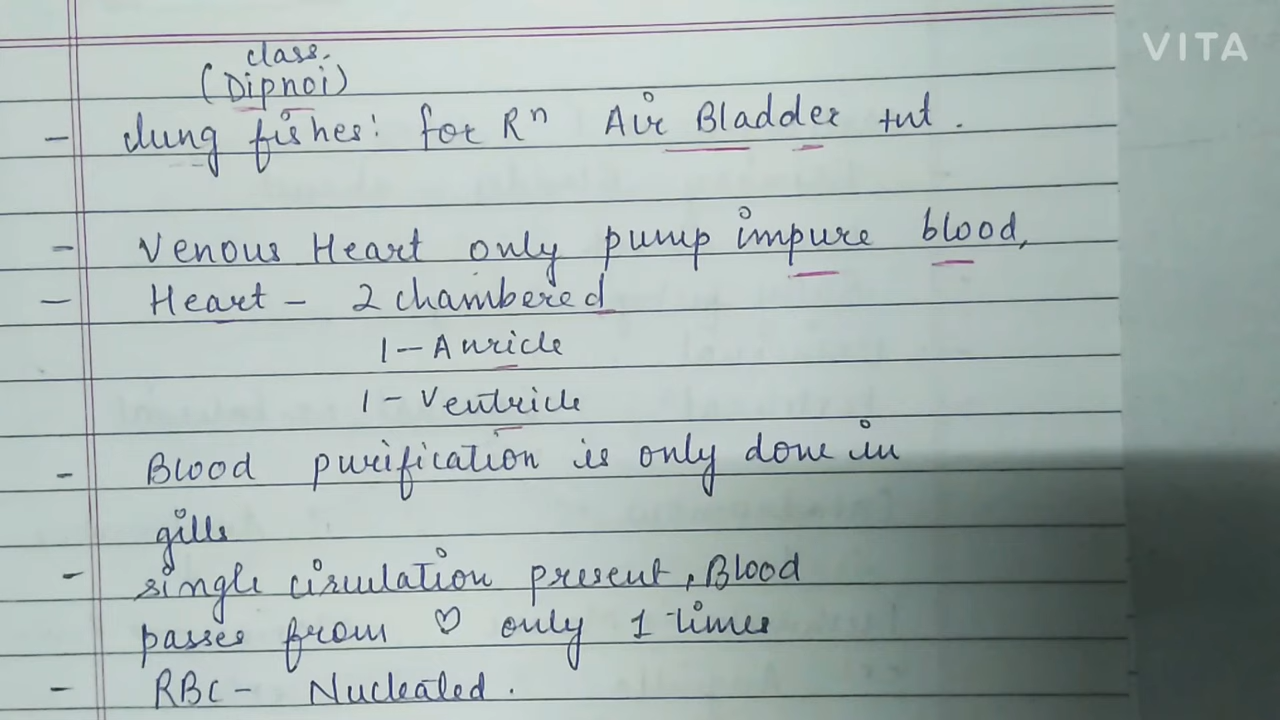 VITA
class.
(Dipnoi)
- Lung fishes: for Rⁿ Air Bladder +nt.
- Venous Heart only pump impure blood,
- Heart - 2 chambered
1 - Auricle
1 - Ventricle
- Blood purification is only done in
gills
- single circulation present, Blood
passes from ♡ only 1 times
- RBC - Nucleated.